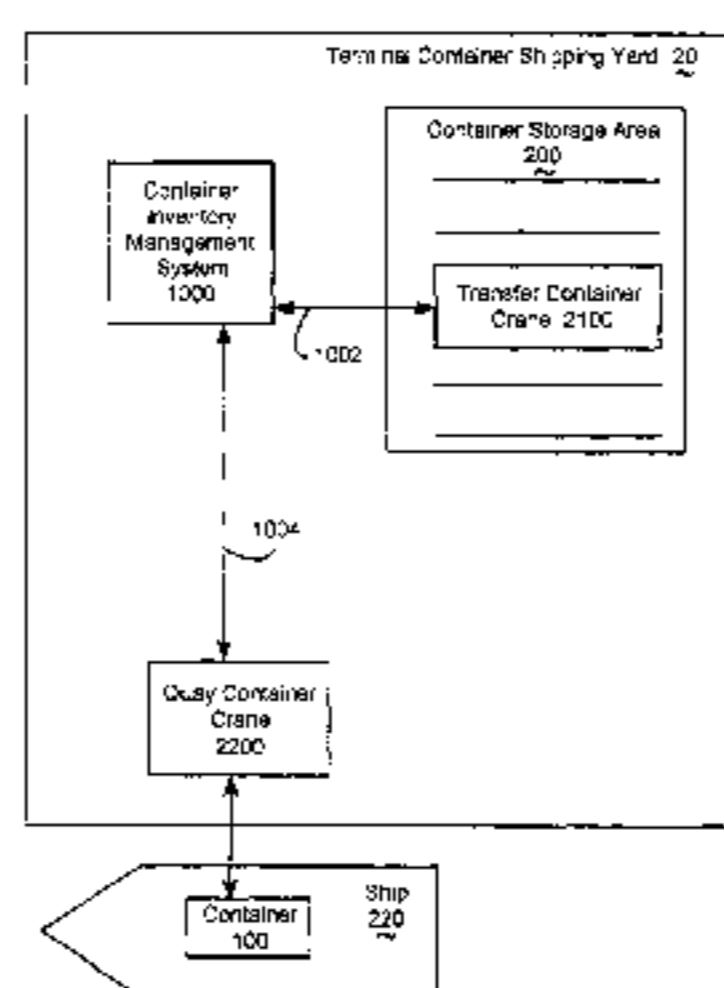 Terminal Container Shipping Yard 20
Container Storage Area
200
Container
Inventory
Management
System
1000
Transfer Container
Crane 2100
1002
1004
Quay Container
Crane
2200
Ship
220
Container
100